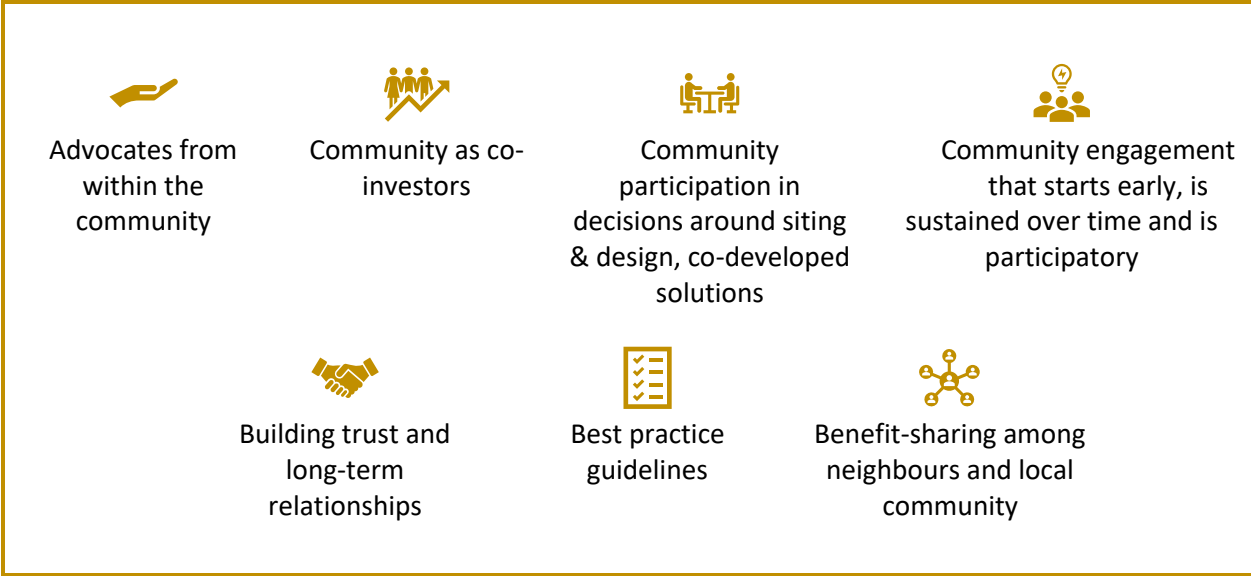 Advocates from
within the
community
Community as co-
investors
Community
participation in
decisions around siting
& design, co-developed
solutions
Community engagement
that starts early, is
sustained over time and is
participatory
Building trust and
long-term
relationships
Best practice
guidelines
Benefit-sharing among
neighbours and local
community